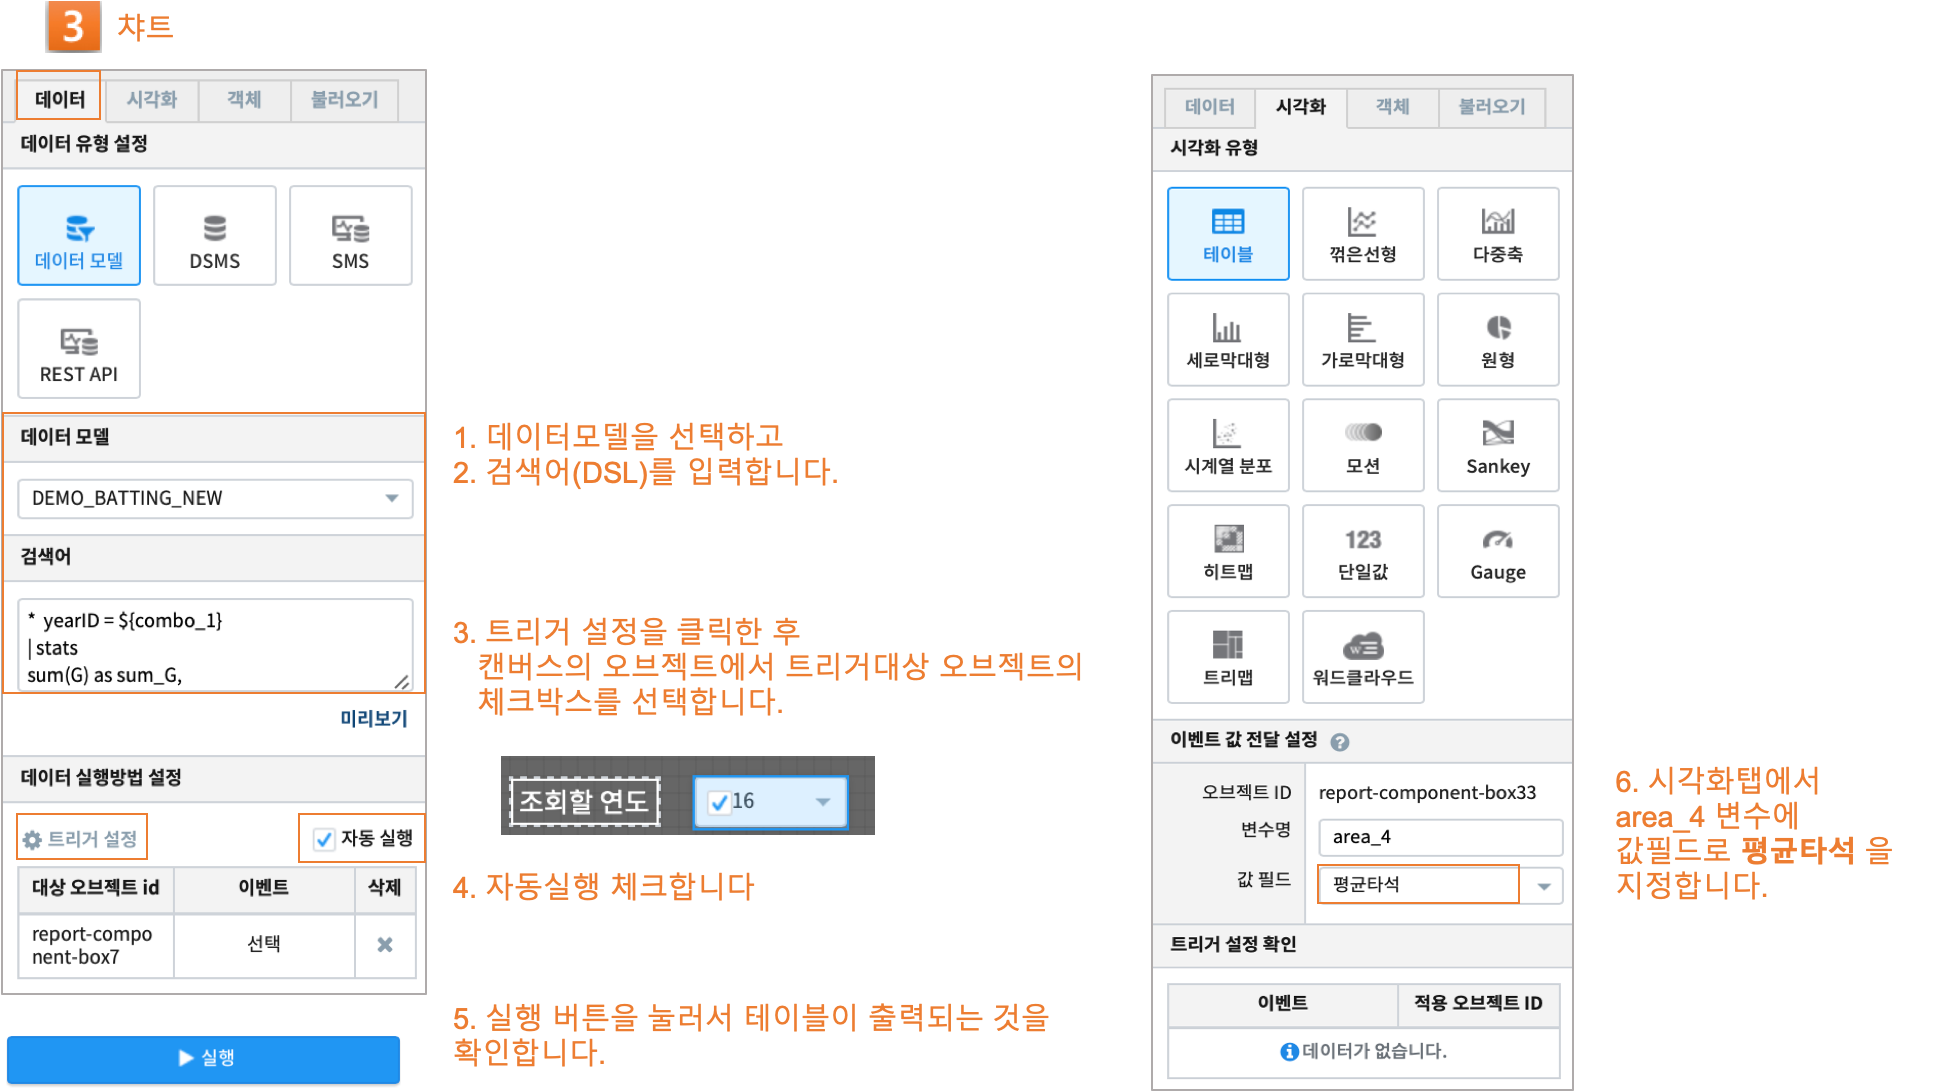 3 챠트
데이터 시각화 객체 불러오기
데이터 유형 설정
데이터 모델 DSMS SMS
REST API
데이터 모델
DEMO_BATTING_NEW
검색어
* yearID = ${combo_1}
| stats
sum(G) as sum_G,
미리보기
데이터 실행방법 설정
트리거 설정 자동 실행
대상 오브젝트 id 이벤트 삭제
report-compo
nent-box7 선택
실행
1. 데이터모델을 선택하고
2. 검색어(DSL)를 입력합니다.
3. 트리거 설정을 클릭한 후
캔버스의 오브젝트에서 트리거대상 오브젝트의
체크박스를 선택합니다.
조회할 연도 16
4. 자동실행 체크합니다
5. 실행 버튼을 눌러서 테이블이 출력되는 것을
확인합니다.
데이터 시각화 객체 불러오기
시각화 유형
테이블 꺾은선형 다중축
세로막대형 가로막대형 원형
시계열 분포 모션 Sankey
123
히트맵 단일값 Gauge
W
트리맵 워드클라우드
이벤트 값 전달 설정 ?
오브젝트 ID report-component-box33
변수명 area_4
값 필드 평균타석
트리거 설정 확인
이벤트 적용 오브젝트 ID
데이터가 없습니다.
6. 시각화탭에서
area_4 변수에
값필드로 평균타석 을
지정합니다.